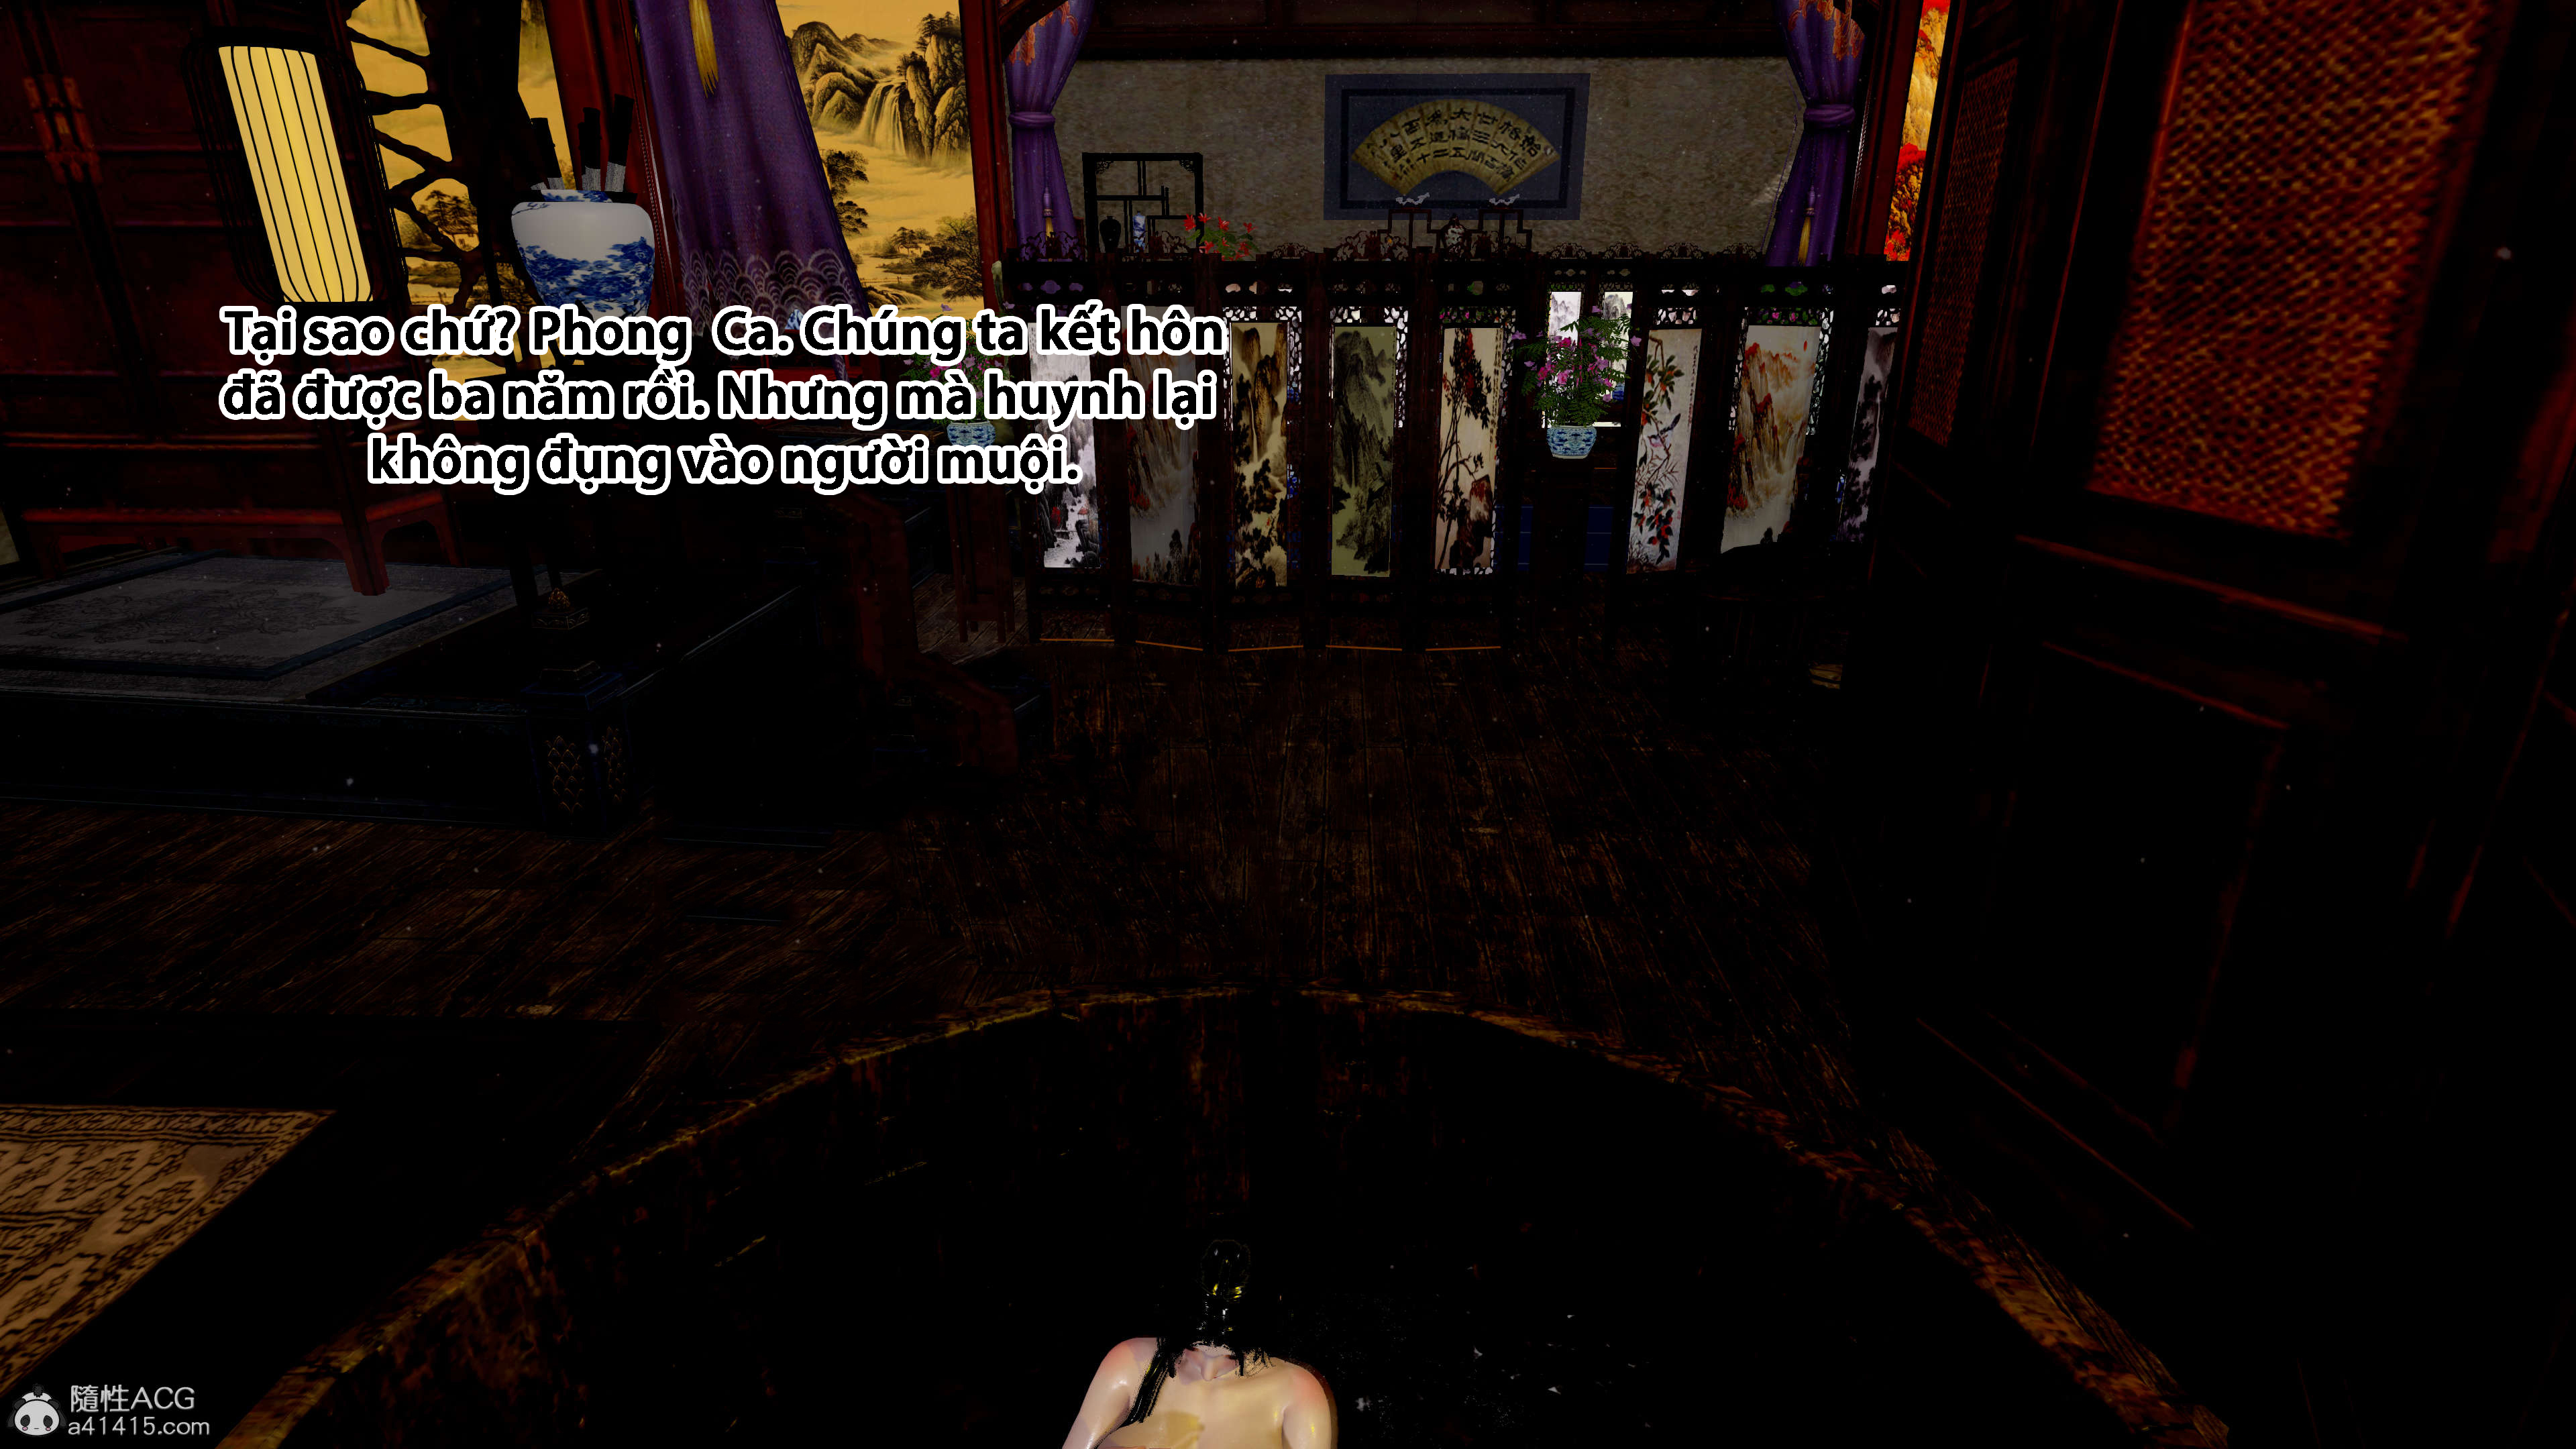 Tại sao chứ? Phong Ca. Chúng ta kết hôn
đã được ba năm rồi. Nhưng mà huynh lại
không đụng vào người muội.
隨性ACG
a41415.com